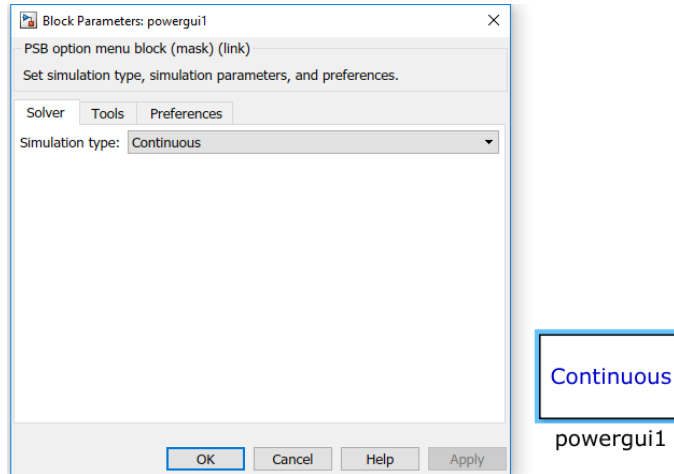 Block Parameters: powergui1
PSB option menu block (mask) (link)
Set simulation type, simulation parameters, and preferences.
Solver Tools Preferences
Simulation type: Continuous
Continuous
powergui1
OK Cancel Help Apply